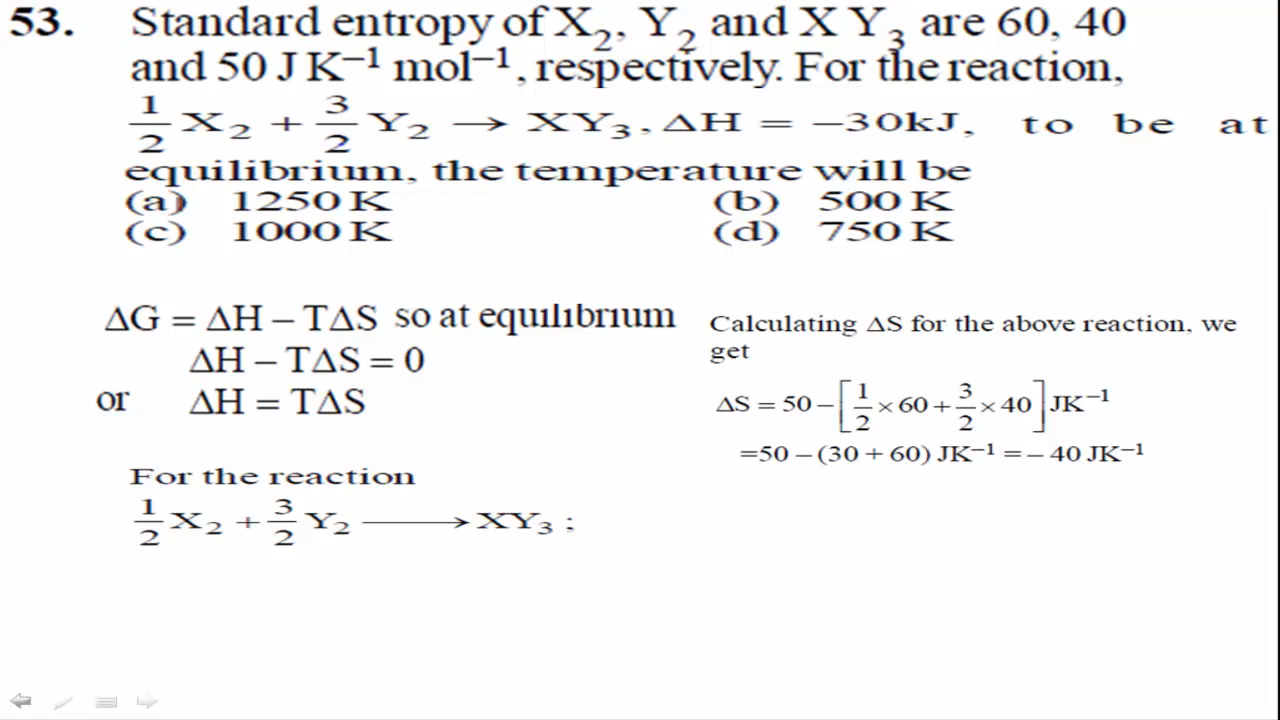 53. Standard entropy of X₂, Y₂ and X Y₃ are 60, 40
and 50 J K⁻¹ mol⁻¹, respectively. For the reaction,
1/2 X₂ + 3/2 Y₂ → XY₃, ΔH = −30kJ, to be at
equilibrium, the temperature will be
(a) 1250 K (b) 500 K
(c) 1000 K (d) 750 K
ΔG = ΔH − TΔS so at equilibrium
ΔH − TΔS = 0
or ΔH = TΔS
For the reaction
1/2 X₂ + 3/2 Y₂ ⟶ XY₃ ;
Calculating ΔS for the above reaction, we
get
ΔS = 50 − [1/2 × 60 + 3/2 × 40] JK⁻¹
=50 − (30 + 60) JK⁻¹ = − 40 JK⁻¹